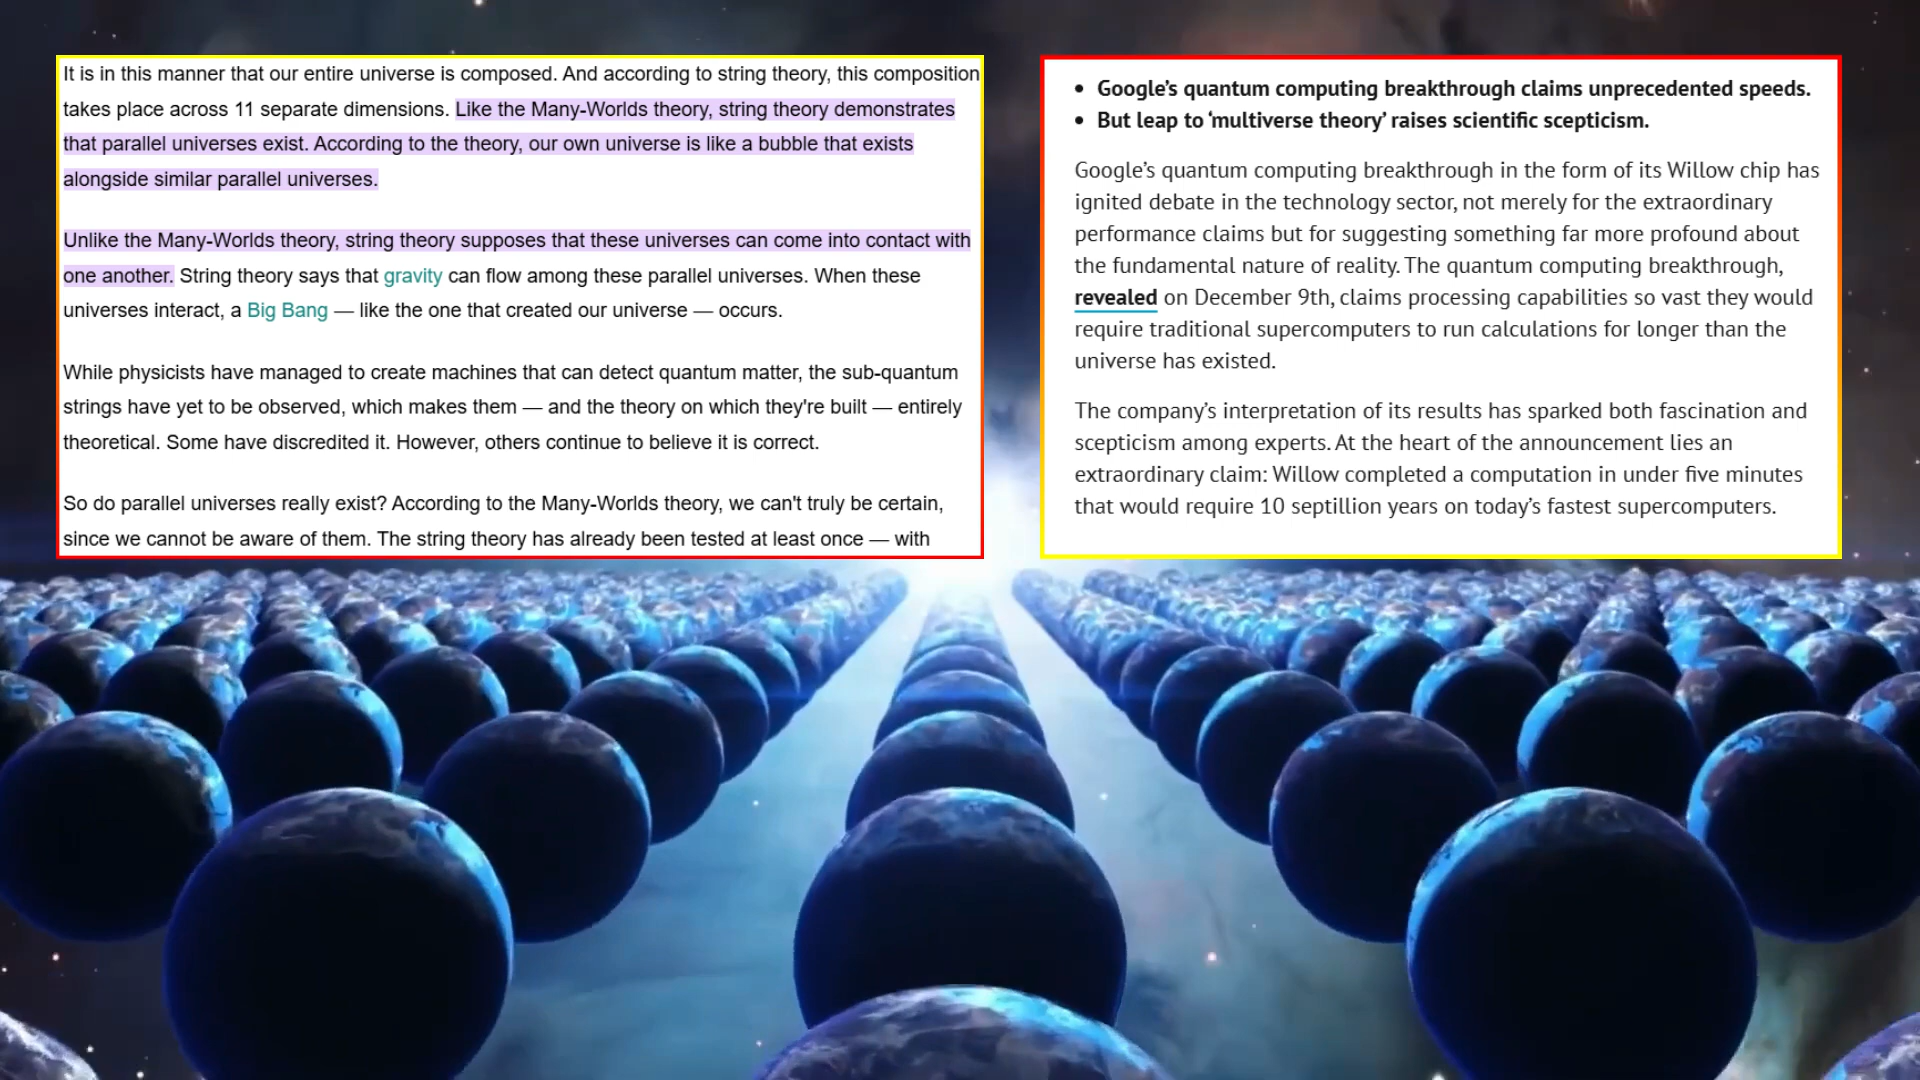 It is in this manner that our entire universe is composed. And according to string theory, this composition
takes place across 11 separate dimensions. Like the Many-Worlds theory, string theory demonstrates
that parallel universes exist. According to the theory, our own universe is like a bubble that exists
alongside similar parallel universes.
Unlike the Many-Worlds theory, string theory supposes that these universes can come into contact with
one another. String theory says that gravity can flow among these parallel universes. When these
universes interact, a Big Bang — like the one that created our universe — occurs.
While physicists have managed to create machines that can detect quantum matter, the sub-quantum
strings have yet to be observed, which makes them — and the theory on which they're built — entirely
theoretical. Some have discredited it. However, others continue to believe it is correct.
So do parallel universes really exist? According to the Many-Worlds theory, we can't truly be certain,
since we cannot be aware of them. The string theory has already been tested at least once — with
• Google’s quantum computing breakthrough claims unprecedented speeds.
• But leap to ‘multiverse theory’ raises scientific scepticism.
Google’s quantum computing breakthrough in the form of its Willow chip has
ignited debate in the technology sector, not merely for the extraordinary
performance claims but for suggesting something far more profound about
the fundamental nature of reality. The quantum computing breakthrough,
revealed on December 9th, claims processing capabilities so vast they would
require traditional supercomputers to run calculations for longer than the
universe has existed.
The company’s interpretation of its results has sparked both fascination and
scepticism among experts. At the heart of the announcement lies an
extraordinary claim: Willow completed a computation in under five minutes
that would require 10 septillion years on today’s fastest supercomputers.